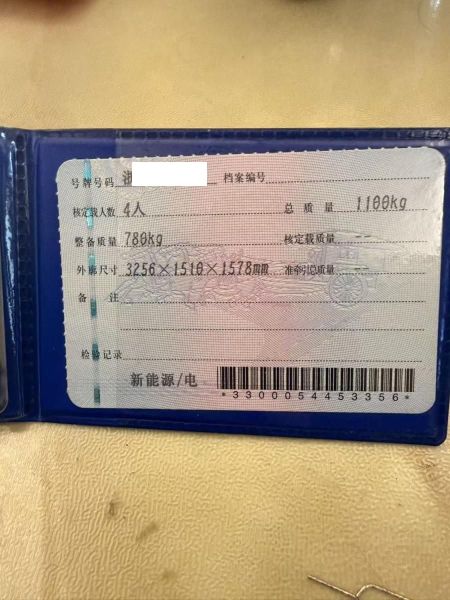 号牌号码 浙 档案编号
核定载人数 4人 总质量 1100kg
整备质量 780kg 核定载质量 --
外廓尺寸 3256×1510×1578mm 准牵引总质量 --
备注
检验记录
新能源/电
*3300054453356*